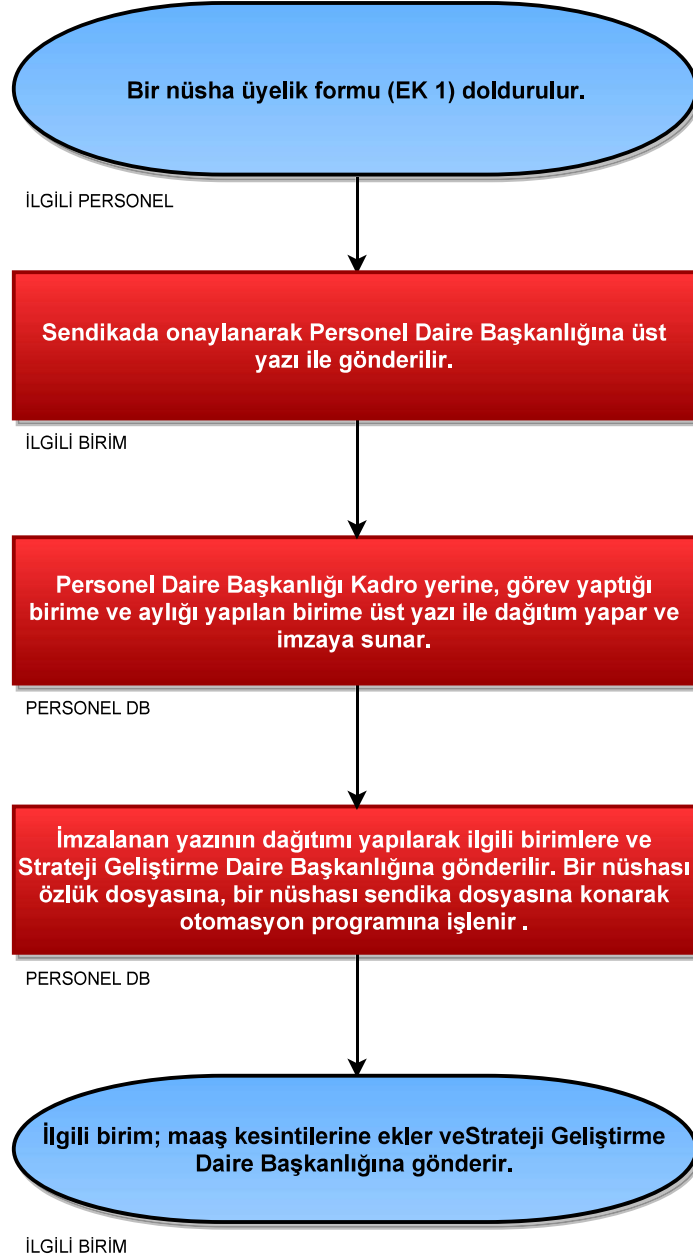 Bir nüsha üyelik formu (EK 1) doldurulur.
İLGİLİ PERSONEL
Sendikada onaylanarak Personel Daire Başkanlığına üst
yazı ile gönderilir.
İLGİLİ BİRİM
Personel Daire Başkanlığı Kadro yerine, görev yaptığı
birime ve aylığı yapılan birime üst yazı ile dağıtım yapar ve
imzaya sunar.
PERSONEL DB
İmzalanan yazının dağıtımı yapılarak ilgili birimlere ve
Strateji Geliştirme Daire Başkanlığına gönderilir. Bir nüshası
özlük dosyasına, bir nüshası sendika dosyasına konarak
otomasyon programına işlenir .
PERSONEL DB
İlgili birim; maaş kesintilerine ekler veStrateji Geliştirme
Daire Başkanlığına gönderir.
İLGİLİ BİRİM